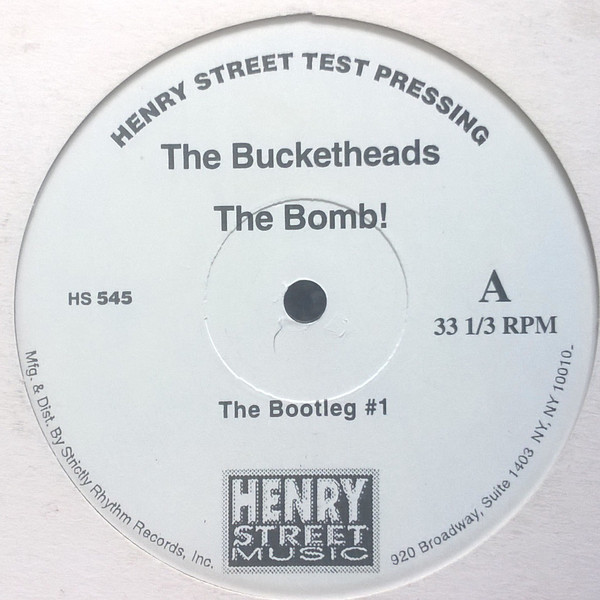 HENRY STREET TEST PRESSING
The Bucketheads
The Bomb!
HS 545
A
33 1/3 RPM
The Bootleg #1
Mfg. & Dist. By Strictly Rhythm Records, Inc.
920 Broadway, Suite 1403 NY, NY 10010_
HENRY
STREET
MUSIC